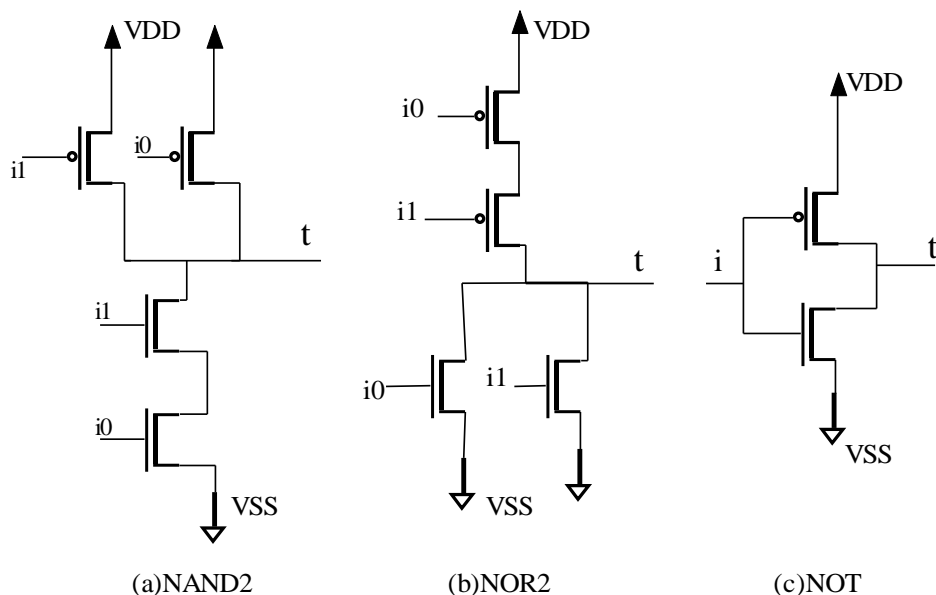 VDD
i1
i0
t
i1
i0
VSS
(a)NAND2
VDD
i0
i1
t
i0
i1
VSS
(b)NOR2
VDD
i
t
VSS
(c)NOT